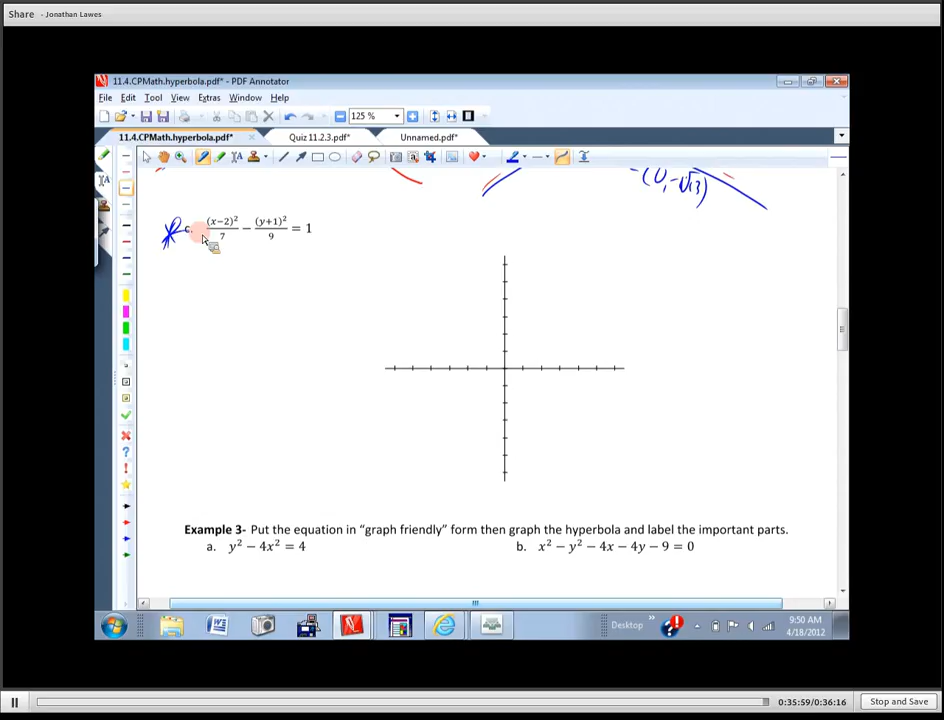 Share - Jonathan Lawes
11.4.CPMath.hyperbola.pdf* - PDF Annotator
File Edit Tool View Extras Window Help
125 %
11.4.CPMath.hyperbola.pdf* Quiz 11.2.3.pdf* Unnamed.pdf*
(0, -√13)
c. (x−2)²/7 − (y+1)²/9 = 1
Example 3- Put the equation in “graph friendly” form then graph the hyperbola and label the important parts.
a. y² − 4x² = 4 b. x² − y² − 4x − 4y − 9 = 0
Desktop » 9:50 AM
4/18/2012
0:35:59/0:36:16 Stop and Save